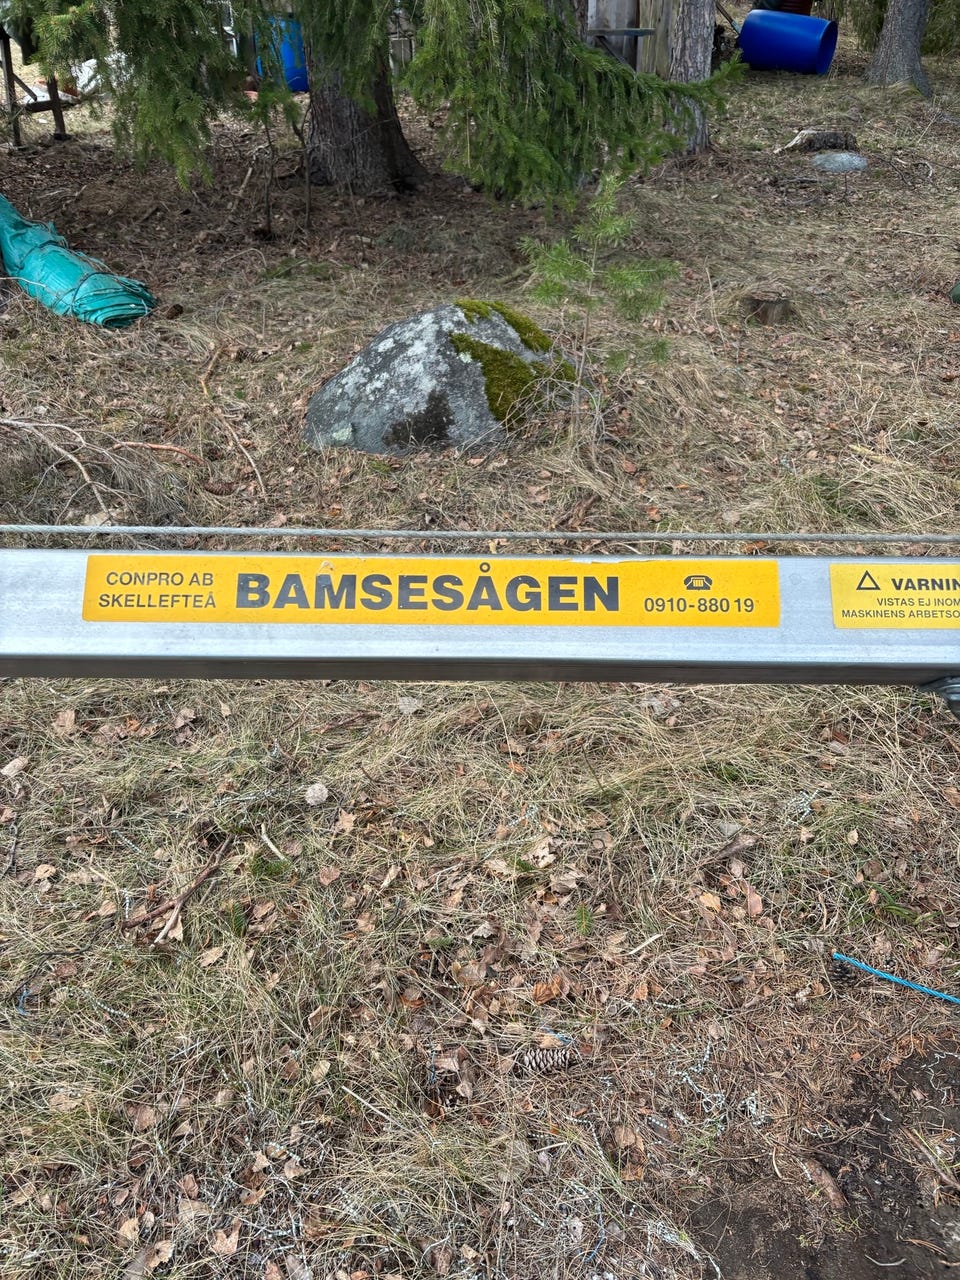 CONPRO AB
SKELLEFTEÅ
BAMSESÅGEN
0910-880 19
VARNIN
VISTAS EJ INOM
MASKINENS ARBETSO